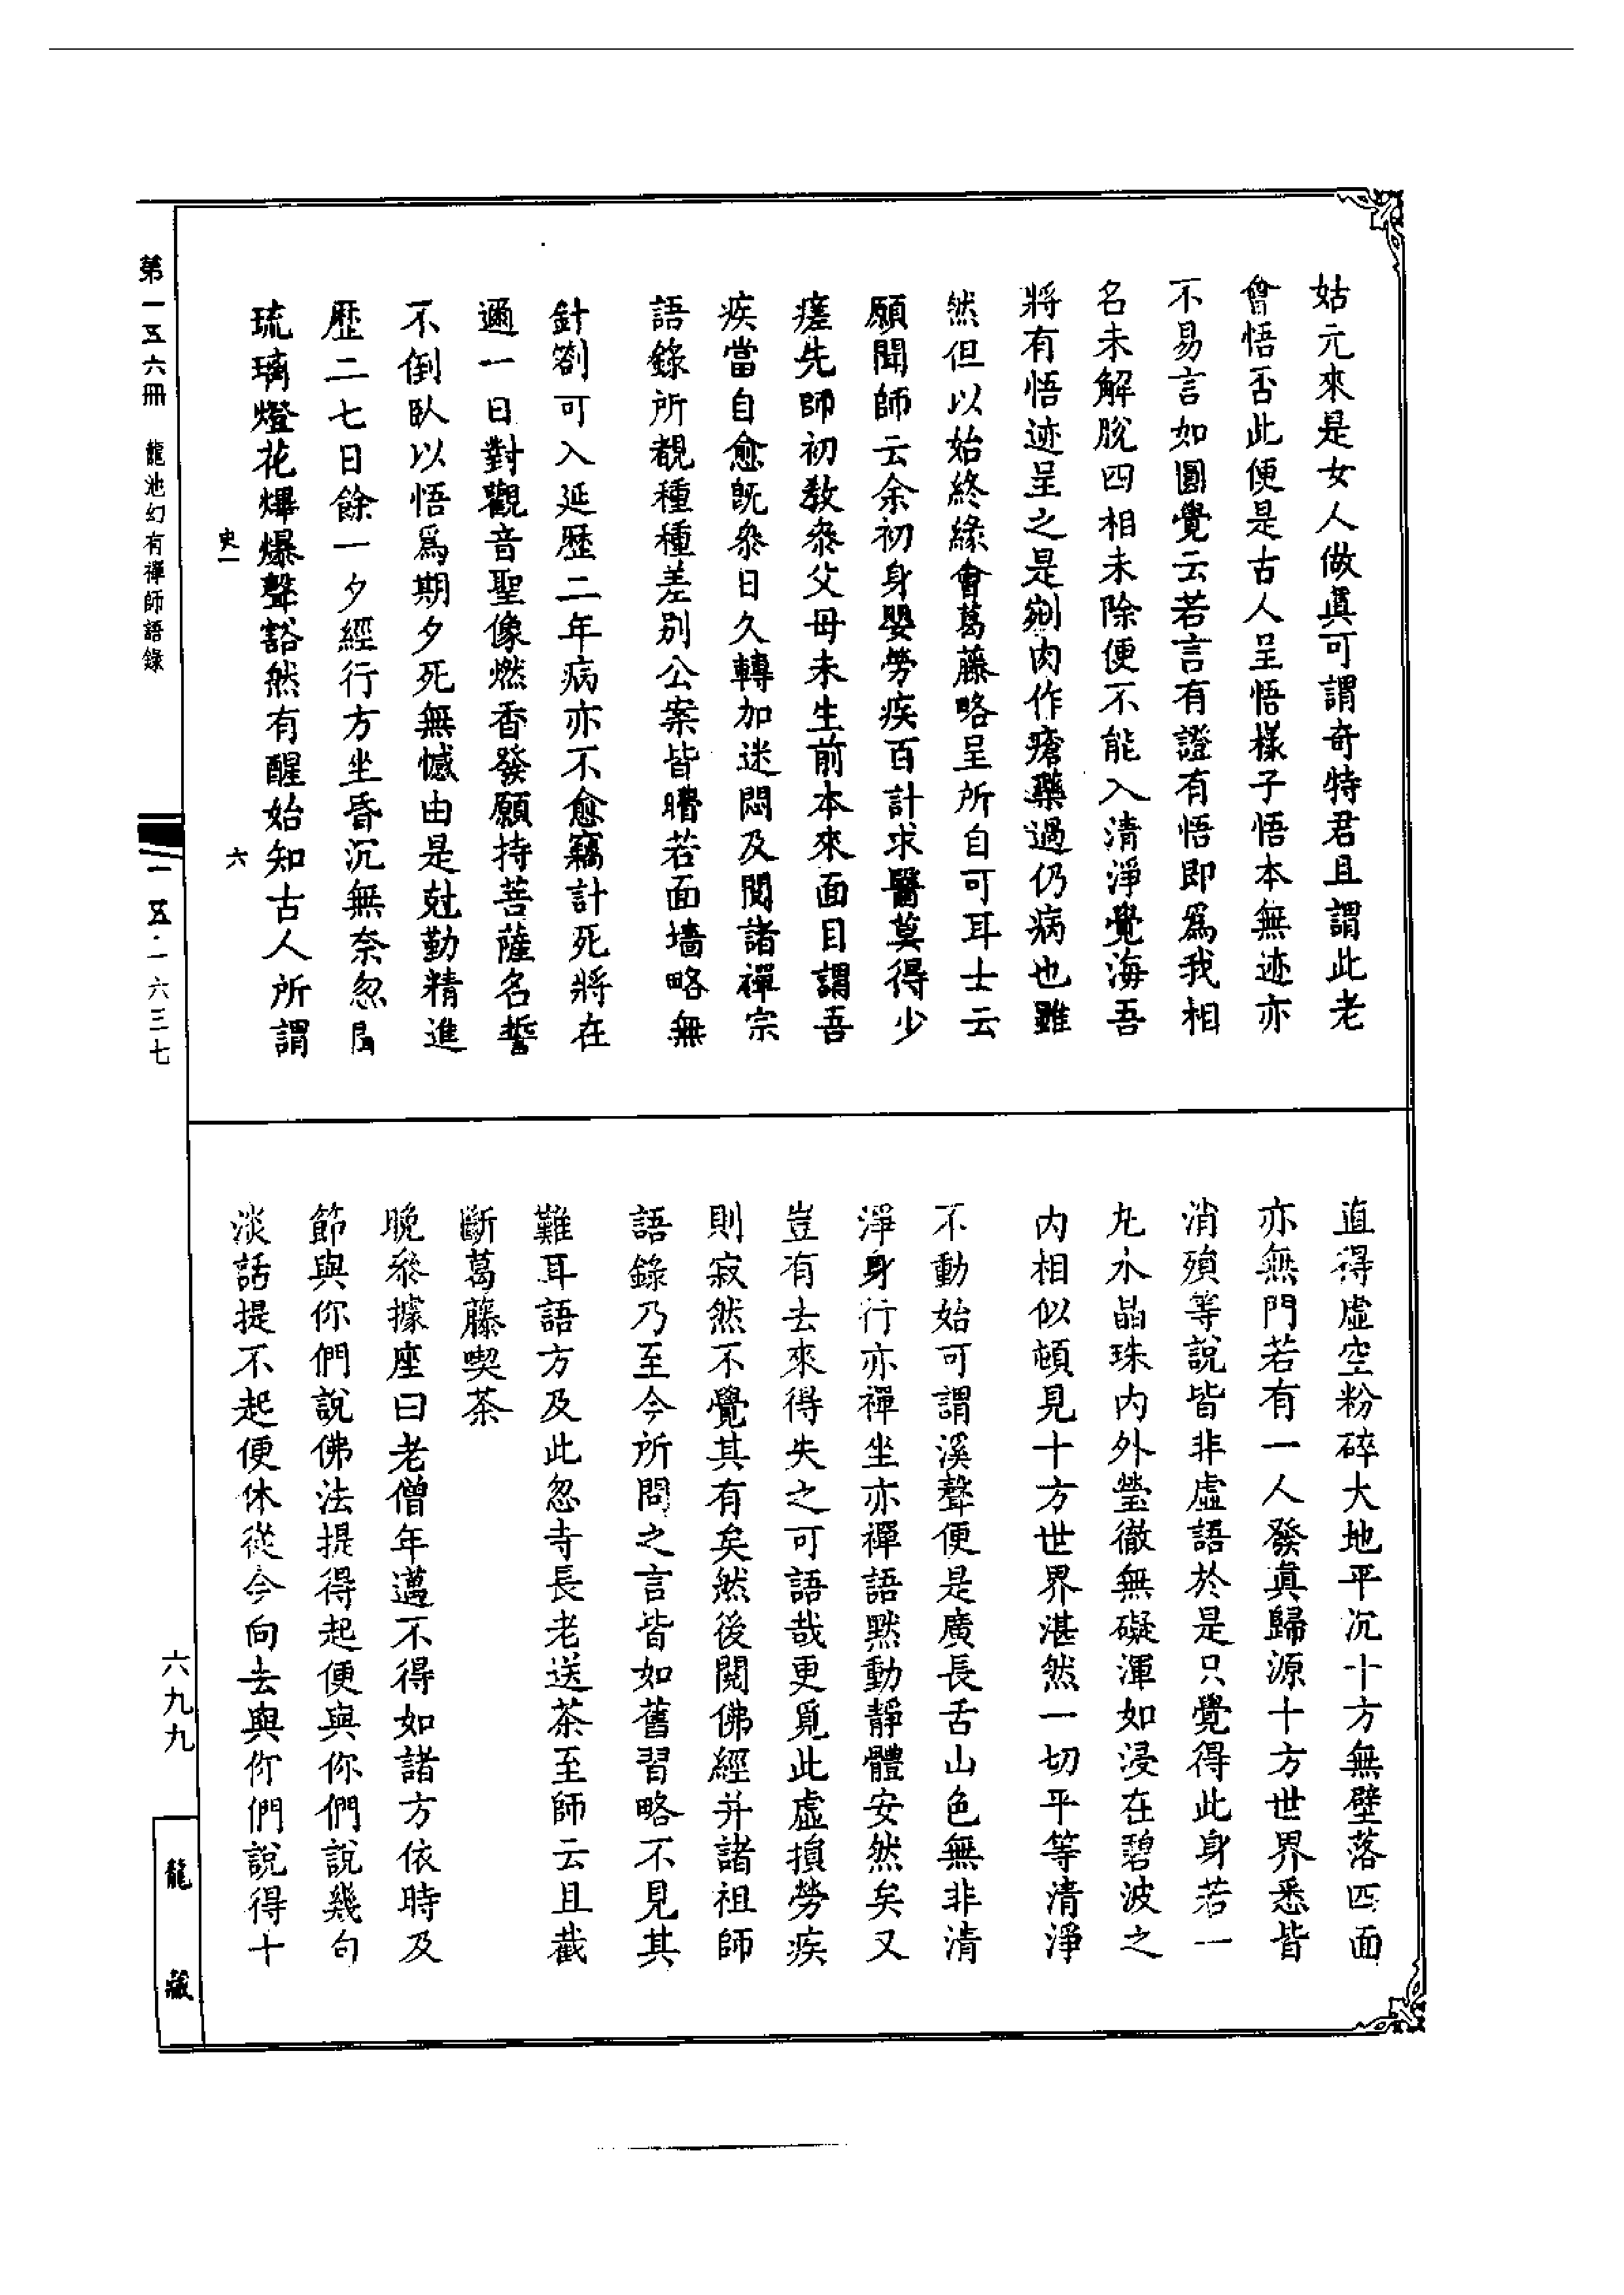 姑元來是女人做眞可謂奇特君且謂此老
會悟否此便是古人呈悟樣子悟本無迹亦
不易言如圓覺云若言有證有悟即爲我相
名未解脫四相未除便不能入清淨覺海吾
將有悟迹呈之是剜肉作瘡藥過仍病也雖
然但以始終緣會葛藤略呈所自可耳士云
願聞師云余初身嬰勞疾百計求醫莫得少
瘥先師初教叅父母未生前本來面目謂吾
疾當自愈旣叅日久轉加迷悶及閱諸禪宗
語錄所覩種種差別公案皆瞢若面墻略無
針劄可入延歷二年病亦不愈竊計死將在
邇一日對觀音聖像燃香發願持菩薩名誓
不倒臥以悟爲期夕死無憾由是尅勤精進
歷二七日餘一夕經行方坐昏沉無奈忽聞
琉璃燈花爆爆聲豁然有醒始知古人所謂
史一
六
直得虛空粉碎大地平沉十方無壁落四面
亦無門若有一人發眞歸源十方世界悉皆
消殞等說皆非虛語於是只覺得此身若一
九水晶珠內外瑩徹無礙渾如浸在碧波之
內相似頓見十方世界湛然一切平等清淨
不動始可謂溪聲便是廣長舌山色無非清
淨身行亦禪坐亦禪語默動靜體安然矣又
豈有去來得失之可語哉更覓此虛損勞疾
則寂然不覺其有矣然後閱佛經并諸祖師
語錄乃至今所問之言皆如舊習略不見其
難耳語方及此忽寺長老送茶至師云且截
斷葛藤喫茶
晚叅據座曰老僧年邁不得如諸方依時及
節與你們說佛法提得起便與你們說幾句
淡話提不起便休從今向去與你們說得十
第一五六冊
龍池幻有禪師語錄
一五·一六三七
六九九
龍藏